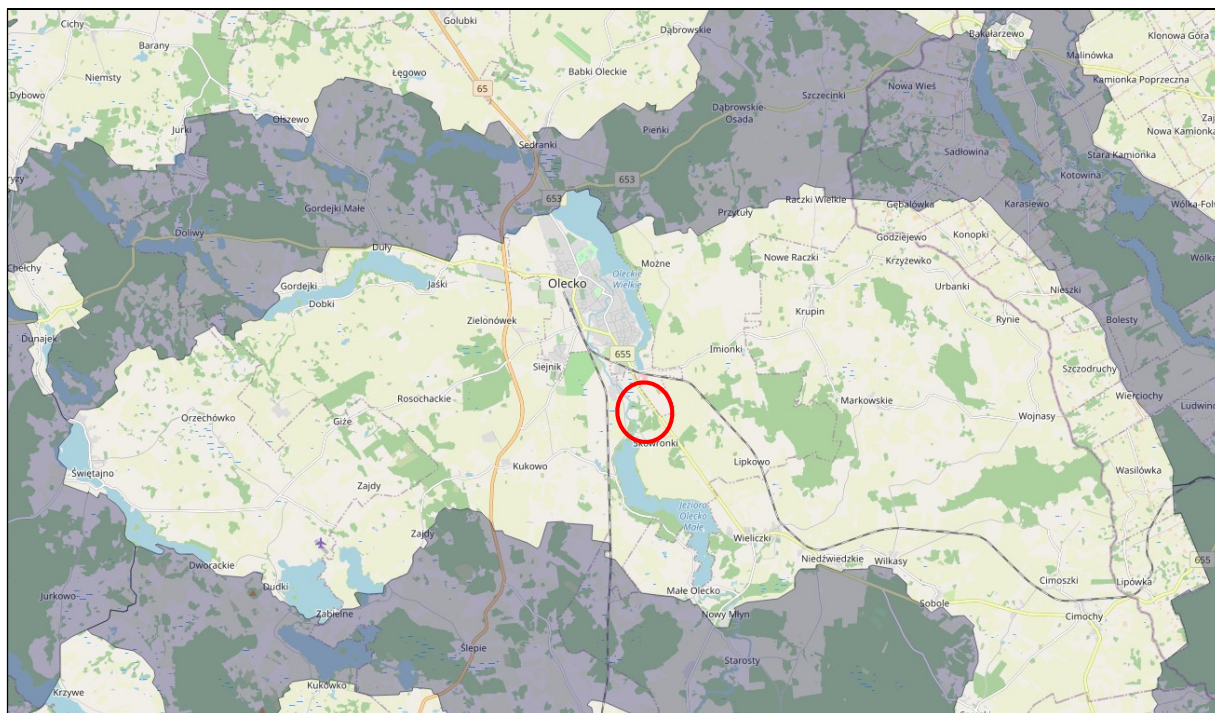 Cichy
Golubki
Barany
Dąbrowskie
Bakałarzewo
Klonowa Góra
Malinówka
Niemsty
Łęgowo
Babki Oleckie
65
Kamionka Poprzeczna
Dybowo
Szczecinki
Nowa Wieś
Dąbrowskie-
Osada
Olszewo
Jurki
Pieńki
Nowa Kamionka
Sedranki
Sadłowina
Stara Kamionka
Kotowina
653
653
Gordejki Małe
Raczki Wielkie
Gębalówka
Karasiewo
Przytuły
Doliwy
Godziejewo
Konopki
Duły
Możne
Nowe Raczki
Krzyżewko
Chełchy
Oleckie
Wielkie
Gordejki
Jaśki
Olecko
Urbanki
Nieszki
Dobki
Krupin
Rynie
Bolesty
Zielonówek
Dunajek
655
Imionki
Siejnik
Szczodruchy
Rosochackie
Markowskie
Wierciochy
Orzechówko
Giże
Wojnasy
Skowronki
Kukowo
Lipkowo
Wasilówka
Świętajno
Zajdy
Jezioro
Olecko
Małe
Zajdy
Wieliczki
Niedźwiedzkie
Wilkasy
655
Dworackie
Dudki
Małe Olecko
Cimoszki
Lipówka
Jurkowo
Zabielne
Sobole
Nowy Młyn
Cimochy
Ślepie
Starosty
Kukówko
Krzywe